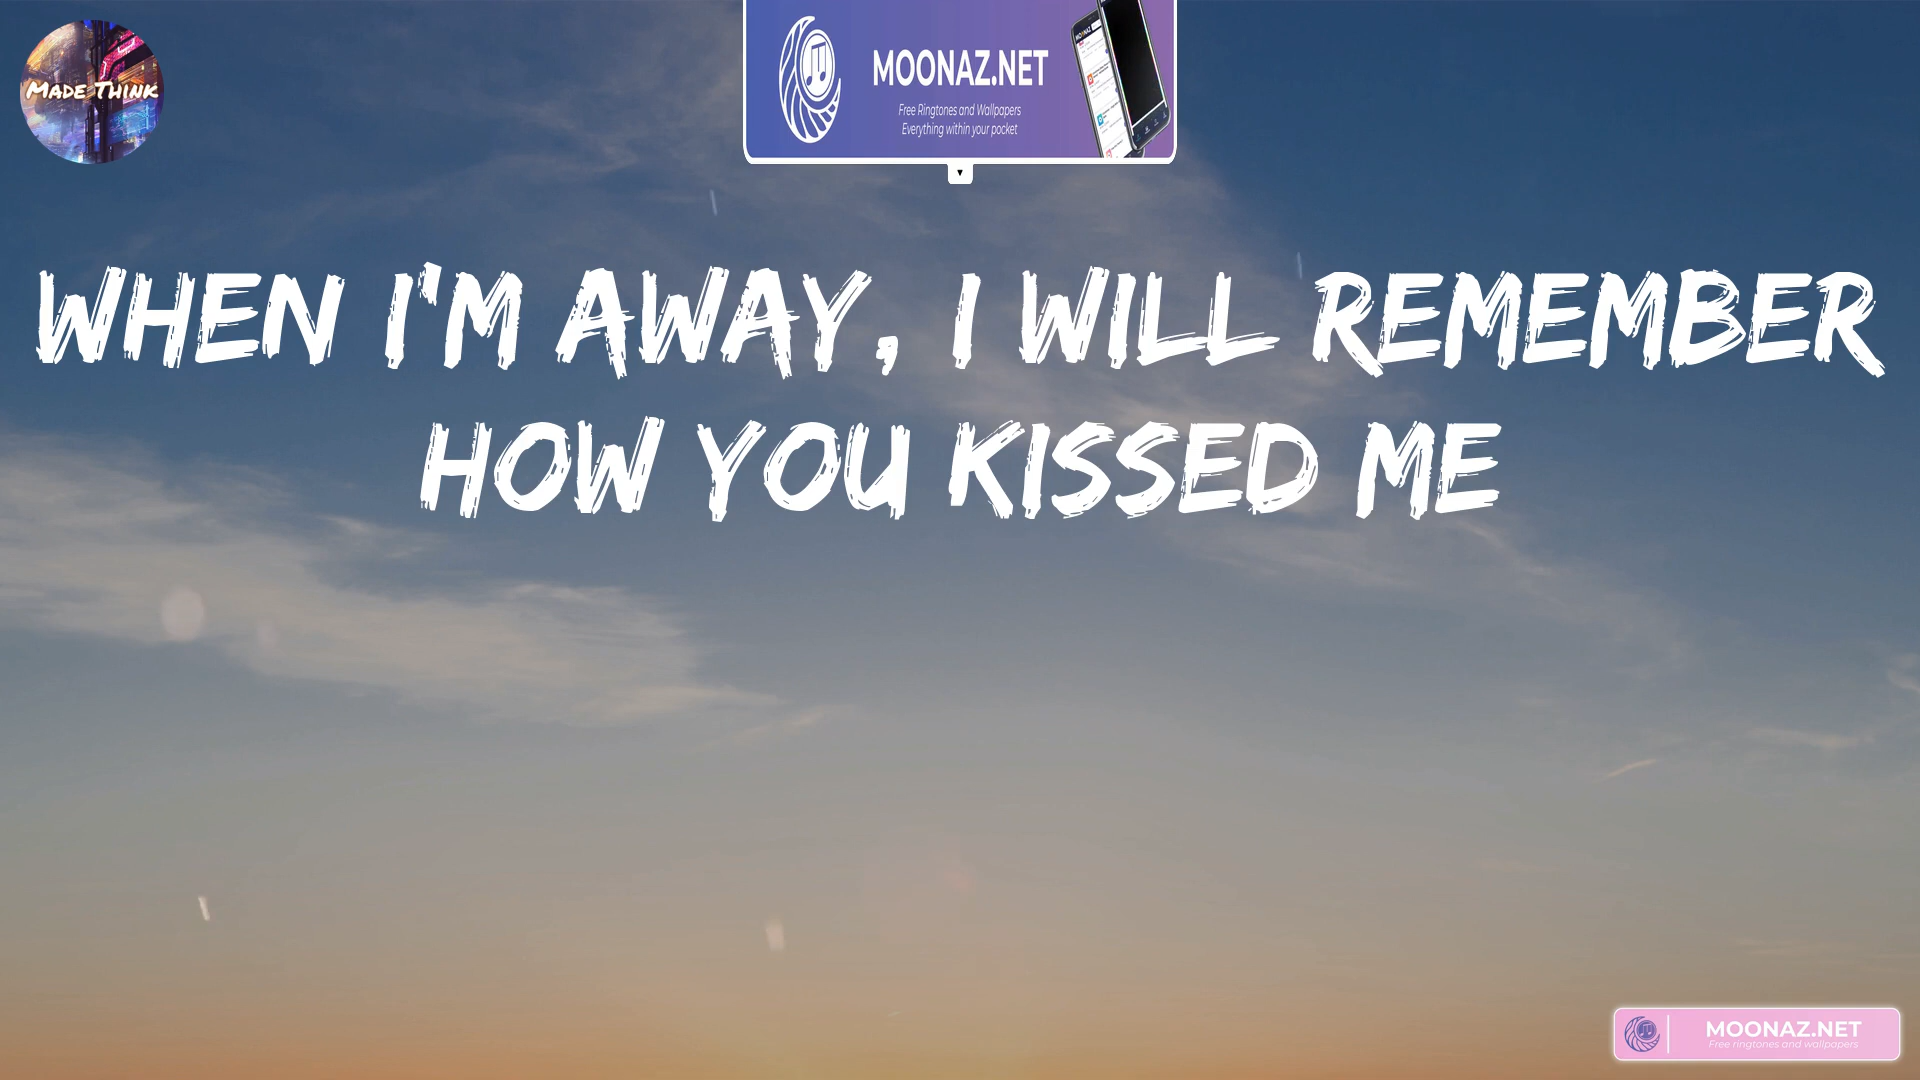 MADE THINK
MOONAZ.NET
Free Ringtones and Wallpapers
Everything within your pocket
WHEN I'M AWAY, I WILL REMEMBER
HOW YOU KISSED ME
MOONAZ.NET
Free ringtones and wallpapers